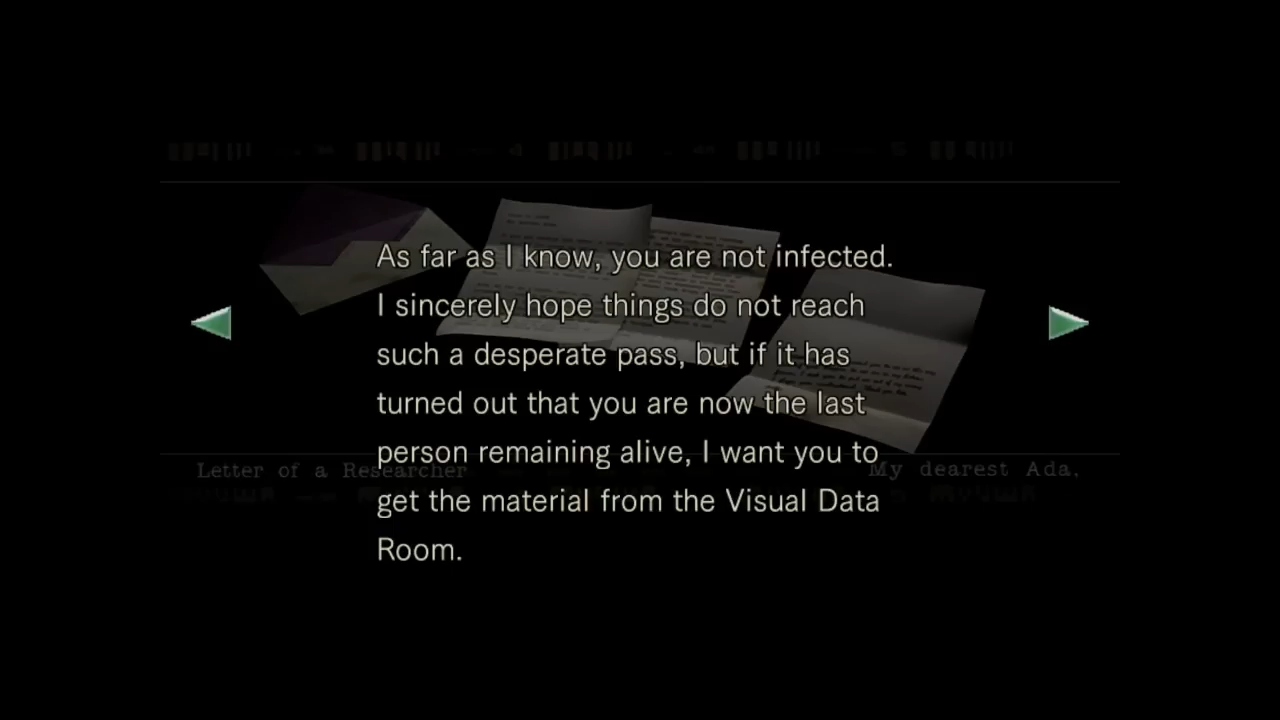 As far as I know, you are not infected.
I sincerely hope things do not reach
such a desperate pass, but if it has
turned out that you are now the last
person remaining alive, I want you to
get the material from the Visual Data
Room.
Letter of a Researcher
My dearest Ada,